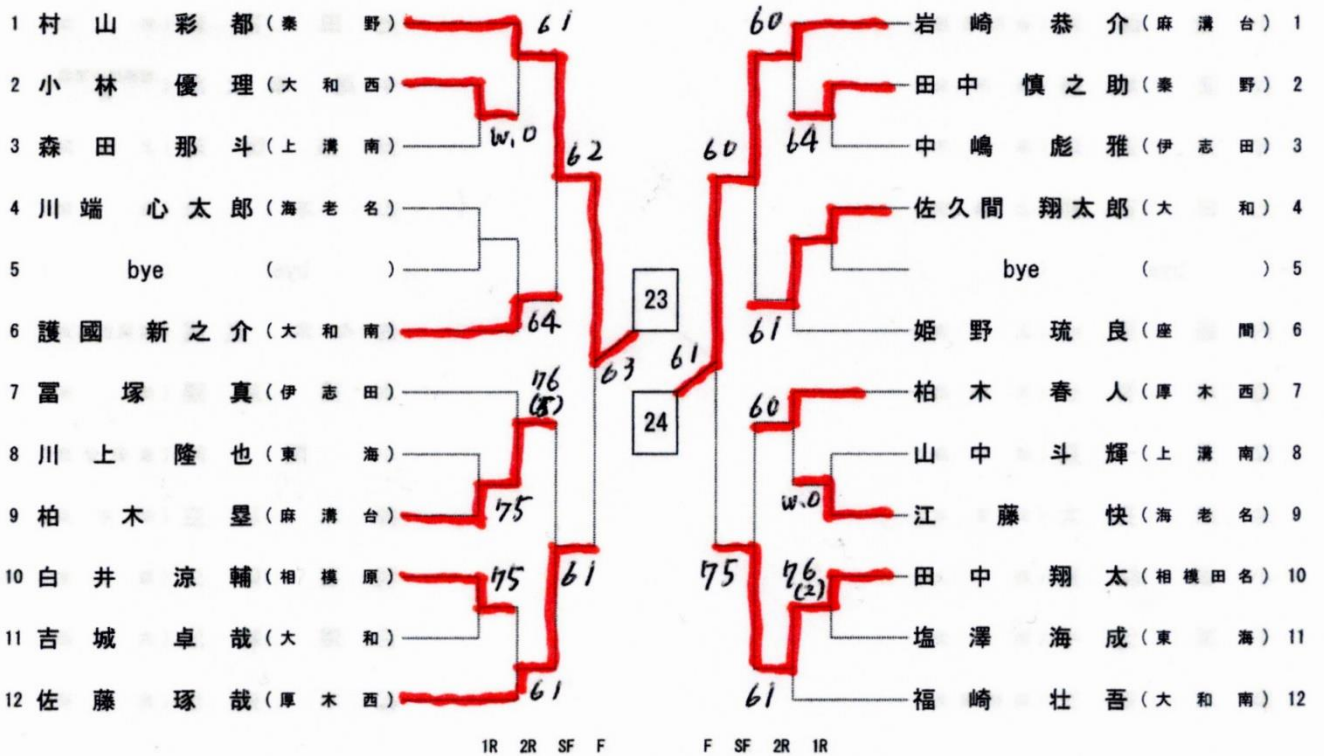 1 村山 彩都 (秦野)
2 小林 優理 (大和西)
3 森田 那斗 (上溝南)
4 川端 心太郎 (海老名)
5 bye ( )
6 護國 新之介 (大和南)
7 冨塚 真 (伊志田)
8 川上 隆也 (東海)
9 柏木 塁 (麻溝台)
10 白井 涼輔 (相模原)
11 吉城 卓哉 (大和)
12 佐藤 琢哉 (厚木西)
61
w.o
62
64
76
75
75
61
61
63
23
24
61
60
60
64
61
60
w.o
75
76
(2)
61
岩崎 恭介 (麻溝台) 1
田中 慎之助 (秦野) 2
中嶋 彪雅 (伊志田) 3
佐久間 翔太郎 (大和) 4
bye ( ) 5
姫野 琉良 (座間) 6
柏木 春人 (厚木西) 7
山中 斗輝 (上溝南) 8
江藤 快 (海老名) 9
田中 翔太 (相模田名) 10
塩澤 海成 (東海) 11
福崎 壮吾 (大和南) 12
1R 2R SF F
F SF 2R 1R